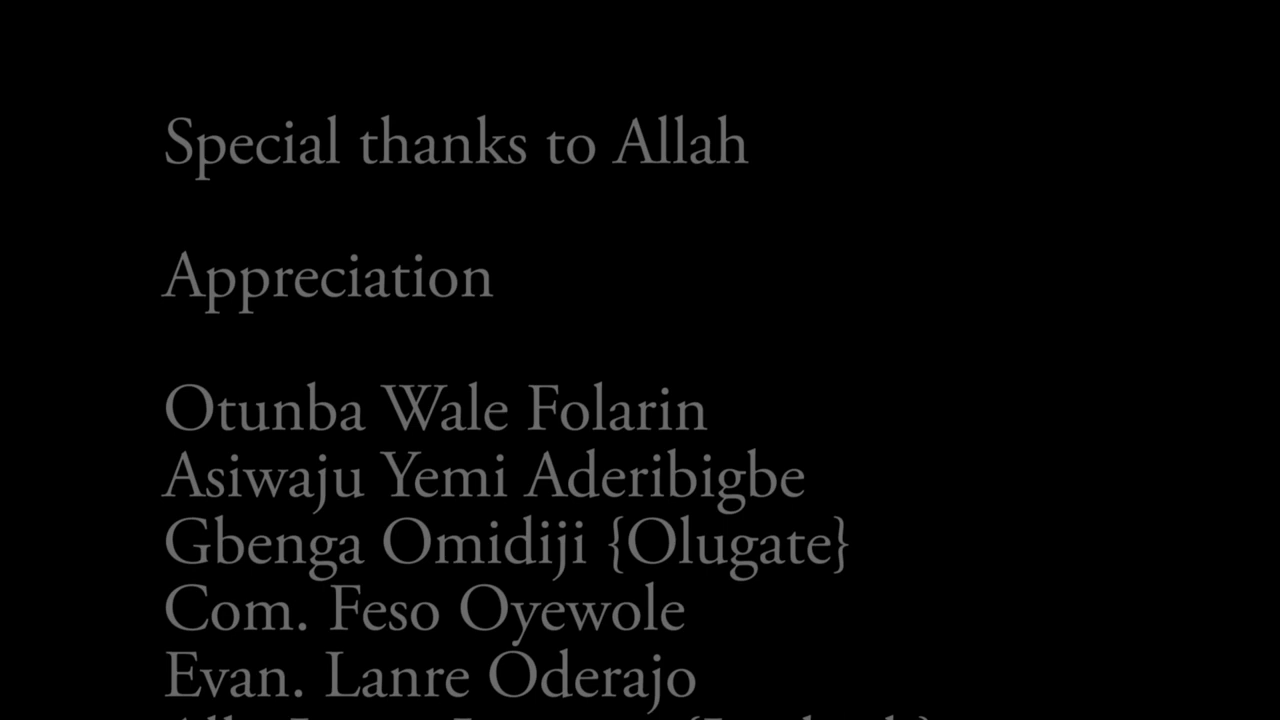 Special thanks to Allah
Appreciation
Otunba Wale Folarin
Asiwaju Yemi Aderibigbe
Gbenga Omidiji {Olugate}
Com. Feso Oyewole
Evan. Lanre Oderajo